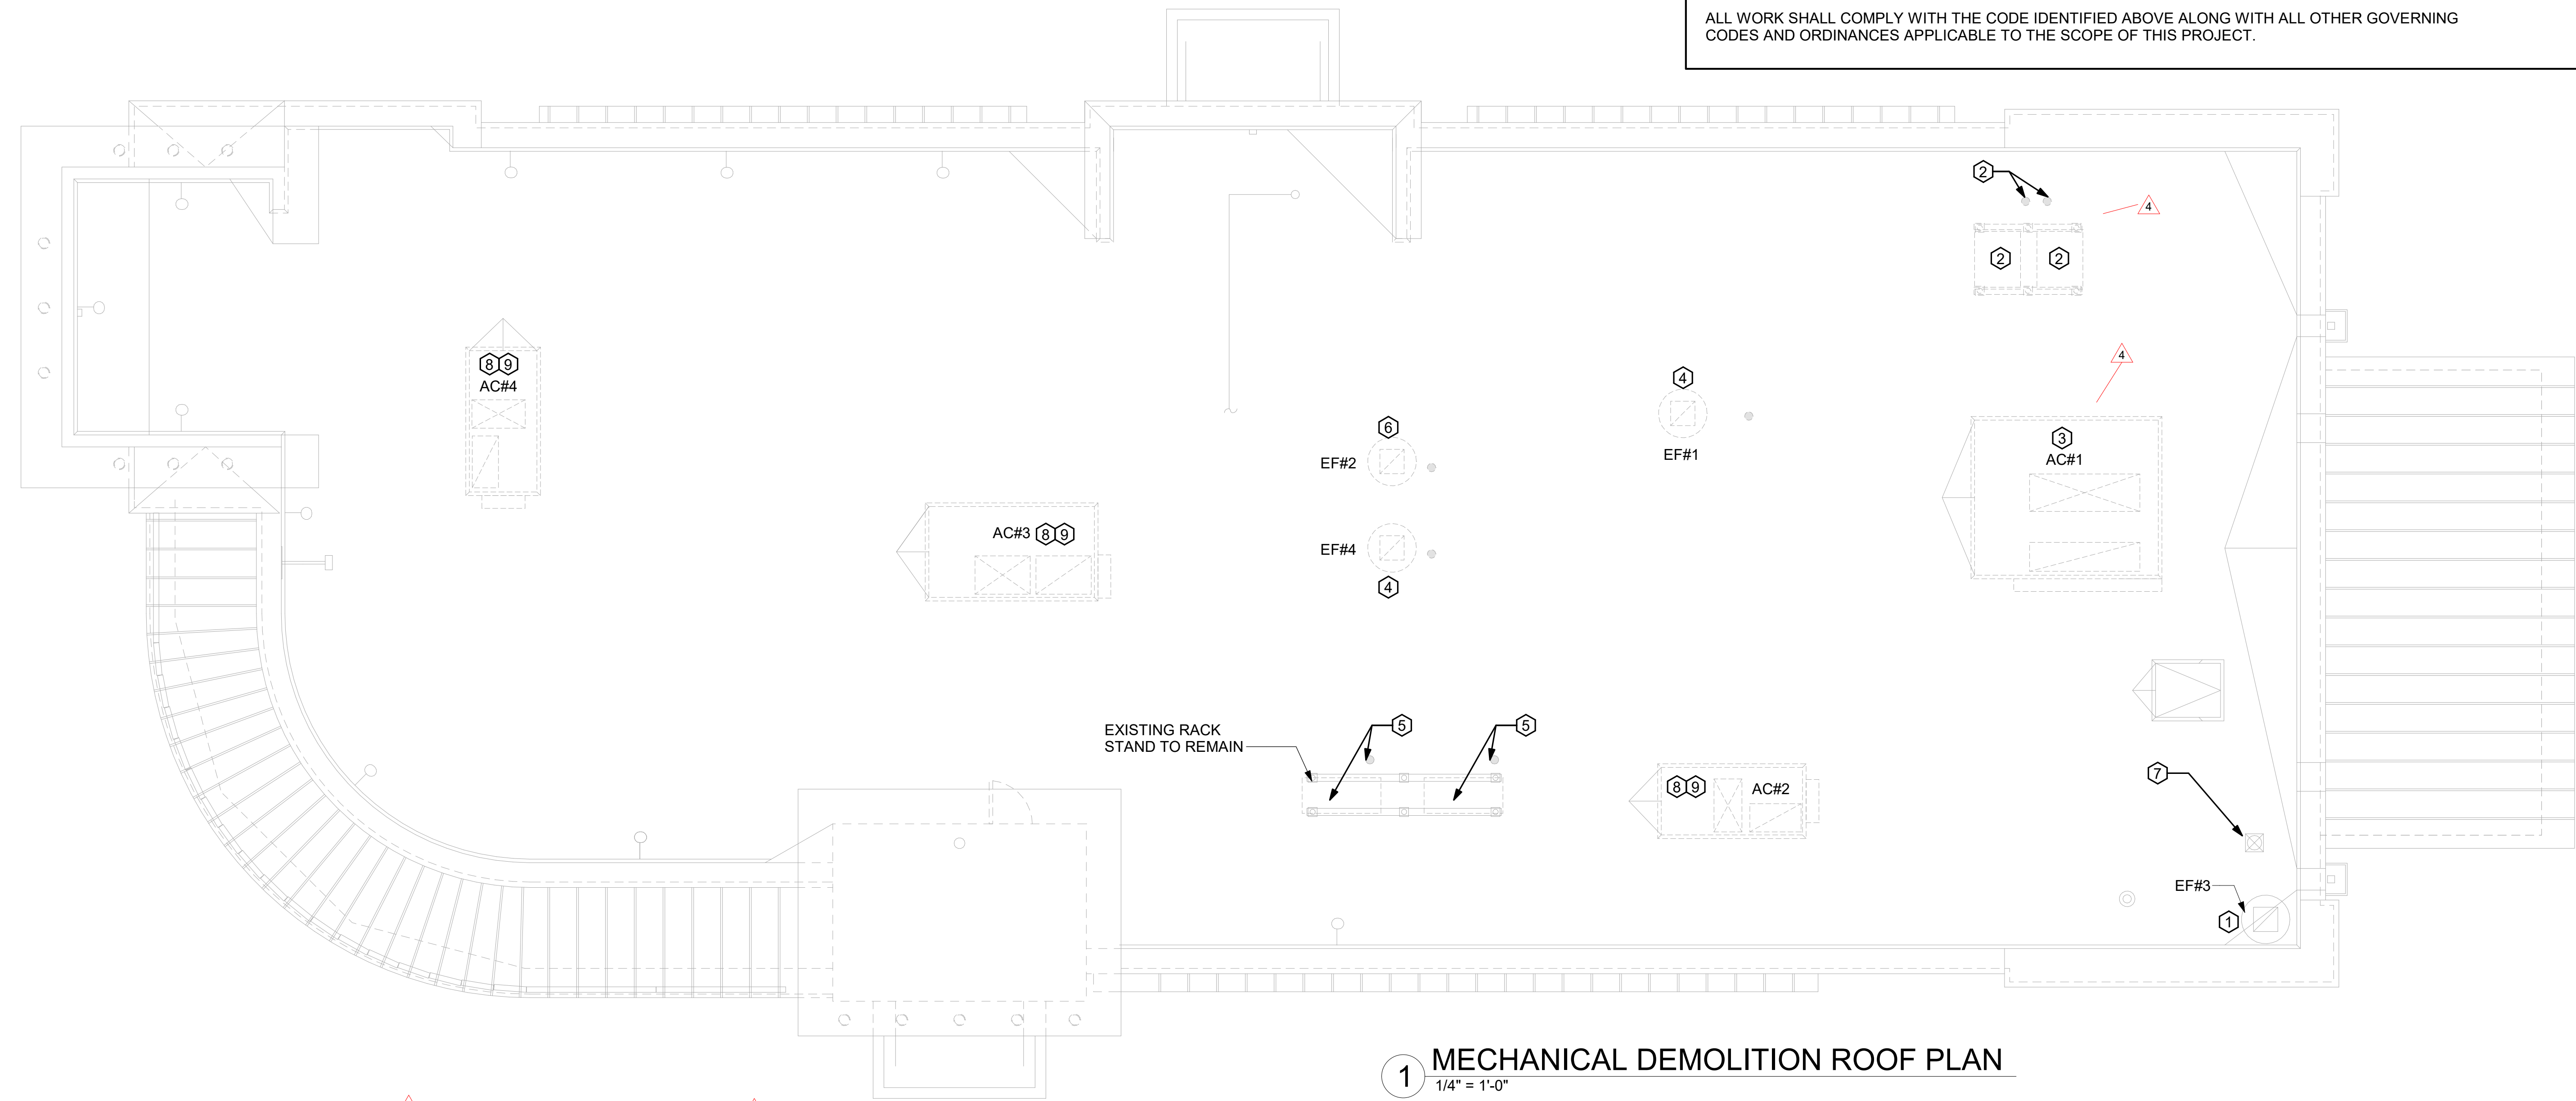 ALL WORK SHALL COMPLY WITH THE CODE IDENTIFIED ABOVE ALONG WITH ALL OTHER GOVERNING
CODES AND ORDINANCES APPLICABLE TO THE SCOPE OF THIS PROJECT.
2
4
2 2
4
8 9
AC#4
4
EF#1
6
EF#2
3
AC#1
AC#3 8 9
EF#4
4
EXISTING RACK
STAND TO REMAIN
5
5
8 9 AC#2
7
EF#3
1
1 MECHANICAL DEMOLITION ROOF PLAN
1/4" = 1'-0"